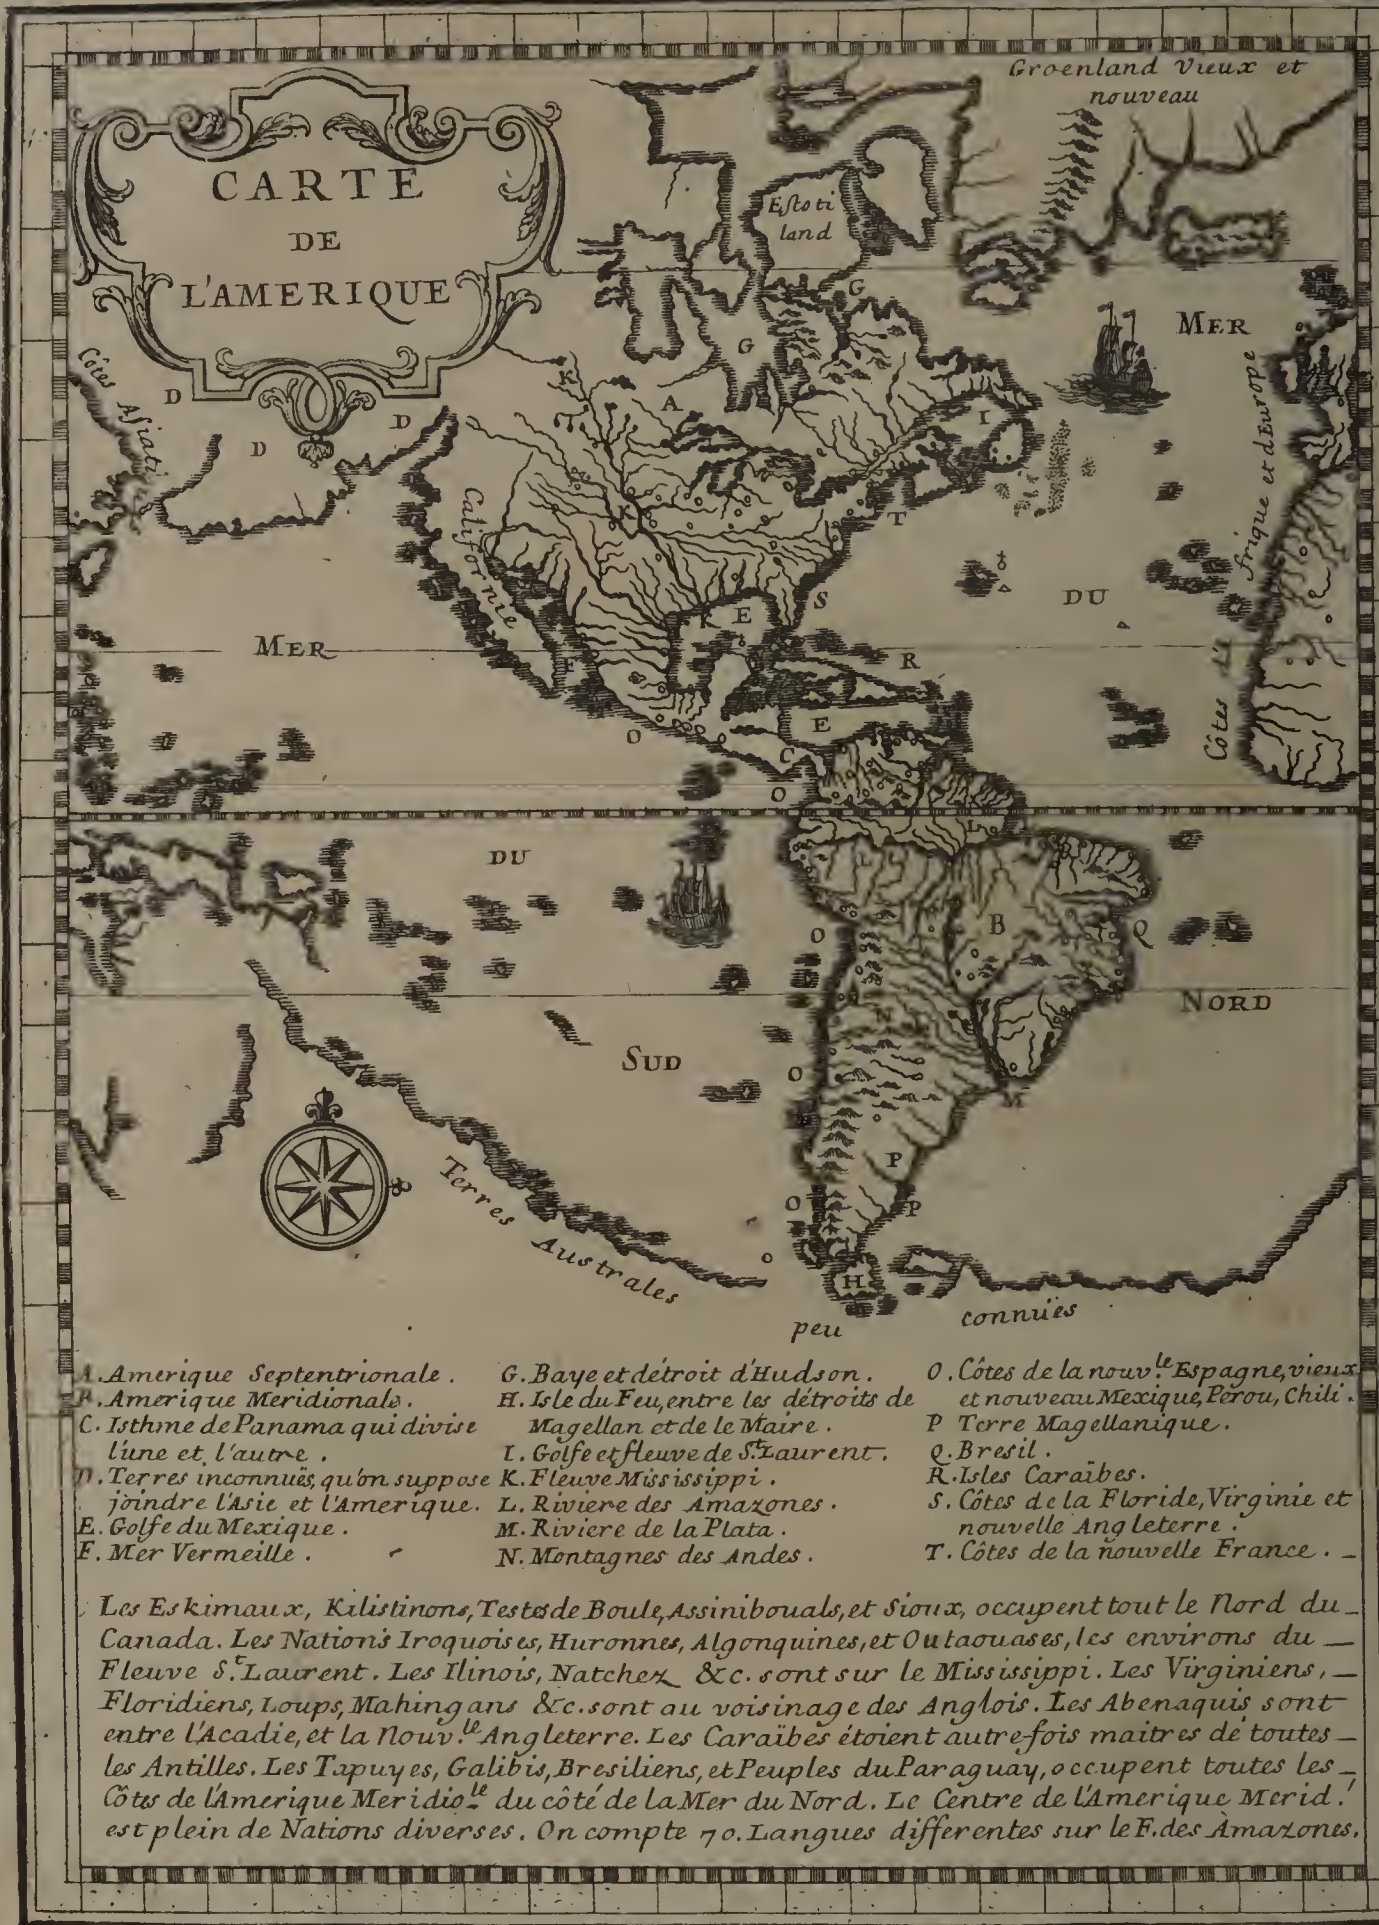 Groenland Vieux et
nouveau
CARTE
DE
L'AMERIQUE
Estoti
land
G
MER
Côtes Asiatiques
D
D
D
G
K
A
I
Côtes d'Afrique et d'Europe
Californie
K
T
S
DU
K
E
MER
F
R
E
O
C
O
L
DU
B
O
Q
NORD
N
SUD
O
M
P
O
P
Terres Australes
O
H
peu
connuës
A. Amerique Septentrionale.
B. Amerique Meridionale.
C. Isthme de Panama qui divise
l'une et l'autre.
D. Terres inconnuës, qu'on suppose
joindre l'Asie et l'Amerique.
E. Golfe du Mexique.
F. Mer Vermeille.
G. Baye et détroit d'Hudson.
H. Isle du Feu, entre les détroits de
Magellan et de le Maire.
I. Golfe et fleuve de St. Laurent.
K. Fleuve Mississippi.
L. Riviere des Amazones.
M. Riviere de la Plata.
N. Montagnes des Andes.
O. Côtes de la nouv.le Espagne, vieux
et nouveau Mexique, Pérou, Chili.
P Terre Magellanique.
Q. Bresil.
R. Isles Caraïbes.
S. Côtes de la Floride, Virginie et
nouvelle Angleterre.
T. Côtes de la nouvelle France.
Les Eskimaux, Kilistinons, Testes de Boule, Assinibouals, et Sioux, occupent tout le Nord du
Canada. Les Nations Iroquoises, Huronnes, Algonquines, et Outaouases, les environs du
Fleuve St. Laurent. Les Ilinois, Natchez &c. sont sur le Mississippi. Les Virginiens,
Floridiens, Loups, Mahingans &c. sont au voisinage des Anglois. Les Abenaquis sont
entre l'Acadie, et la Nouv.le Angleterre. Les Caraïbes étoient autre-fois maitres de toutes
les Antilles. Les Tapuyes, Galibis, Bresiliens, et Peuples du Paraguay, occupent toutes les
Côtes de l'Amerique Meridio.le du côté de la Mer du Nord. Le Centre de l'Amerique Merid.l
est plein de Nations diverses. On compte 70. Langues differentes sur le F. des Amazones.